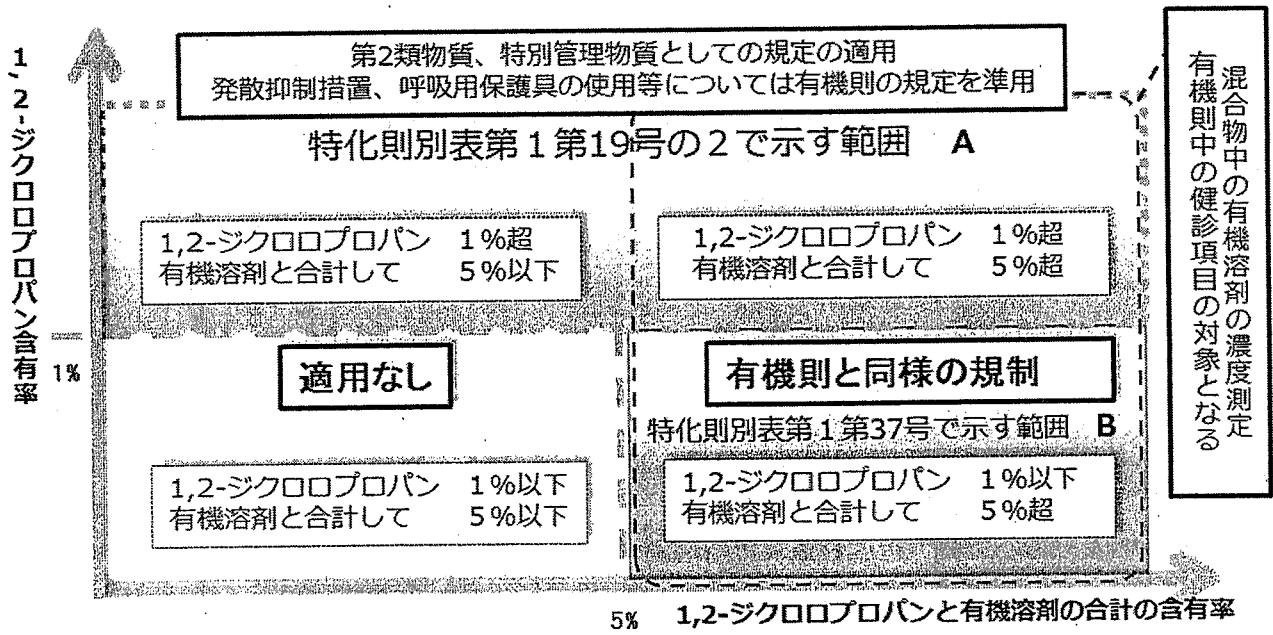 第2類物質、特別管理物質としての規定の適用
発散抑制措置、呼吸用保護具の使用等については有機則の規定を準用
混合物中の有機溶剤の濃度測定
有機則中の健診項目の対象となる
1,2-ジクロロプロパン含有率
特化則別表第1第19号の2で示す範囲 A
1,2-ジクロロプロパン 1%超
有機溶剤と合計して 5%以下
1,2-ジクロロプロパン 1%超
有機溶剤と合計して 5%超
1%
適用なし
有機則と同様の規制
特化則別表第1第37号で示す範囲 B
1,2-ジクロロプロパン 1%以下
有機溶剤と合計して 5%以下
1,2-ジクロロプロパン 1%以下
有機溶剤と合計して 5%超
5%
1,2-ジクロロプロパンと有機溶剤の合計の含有率